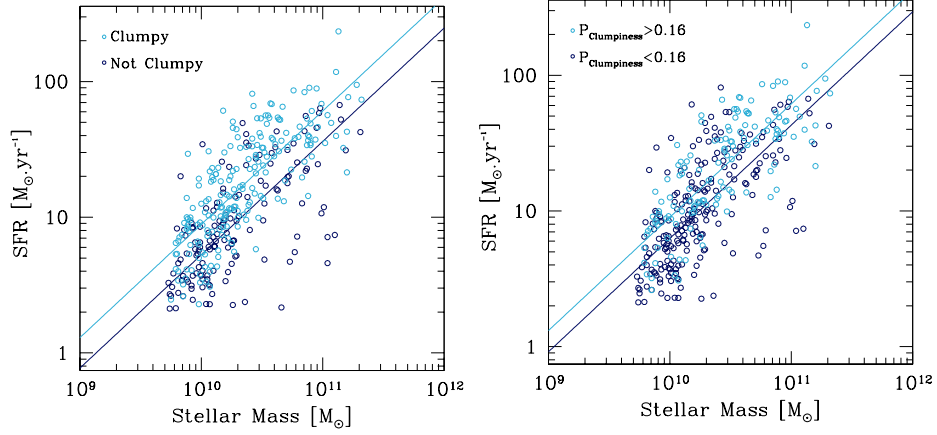 Clumpy
Not Clumpy
100
10
1
SFR [M⊙.yr⁻¹]
10⁹ 10¹⁰ 10¹¹ 10¹²
Stellar Mass [M⊙]
P_Clumpiness>0.16
P_Clumpiness<0.16
100
10
1
SFR [M⊙.yr⁻¹]
10⁹ 10¹⁰ 10¹¹ 10¹²
Stellar Mass [M⊙]